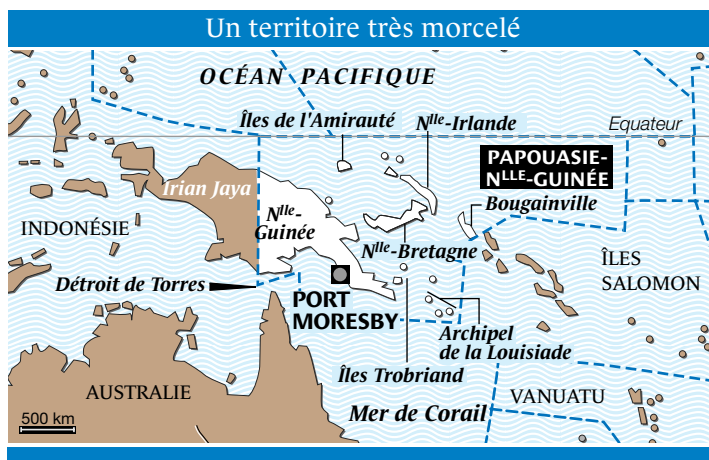 Un territoire très morcelé
OCÉAN PACIFIQUE
Îles de l'Amirauté
Nlle-Irlande
Equateur
PAPOUASIE-
NLLE-GUINÉE
Irian Jaya
Bougainville
INDONÉSIE
Nlle-
Guinée
Nlle-Bretagne
ÎLES
SALOMON
Détroit de Torres
PORT
MORESBY
Archipel
de la Louisiade
Îles Trobriand
AUSTRALIE
VANUATU
Mer de Corail
500 km